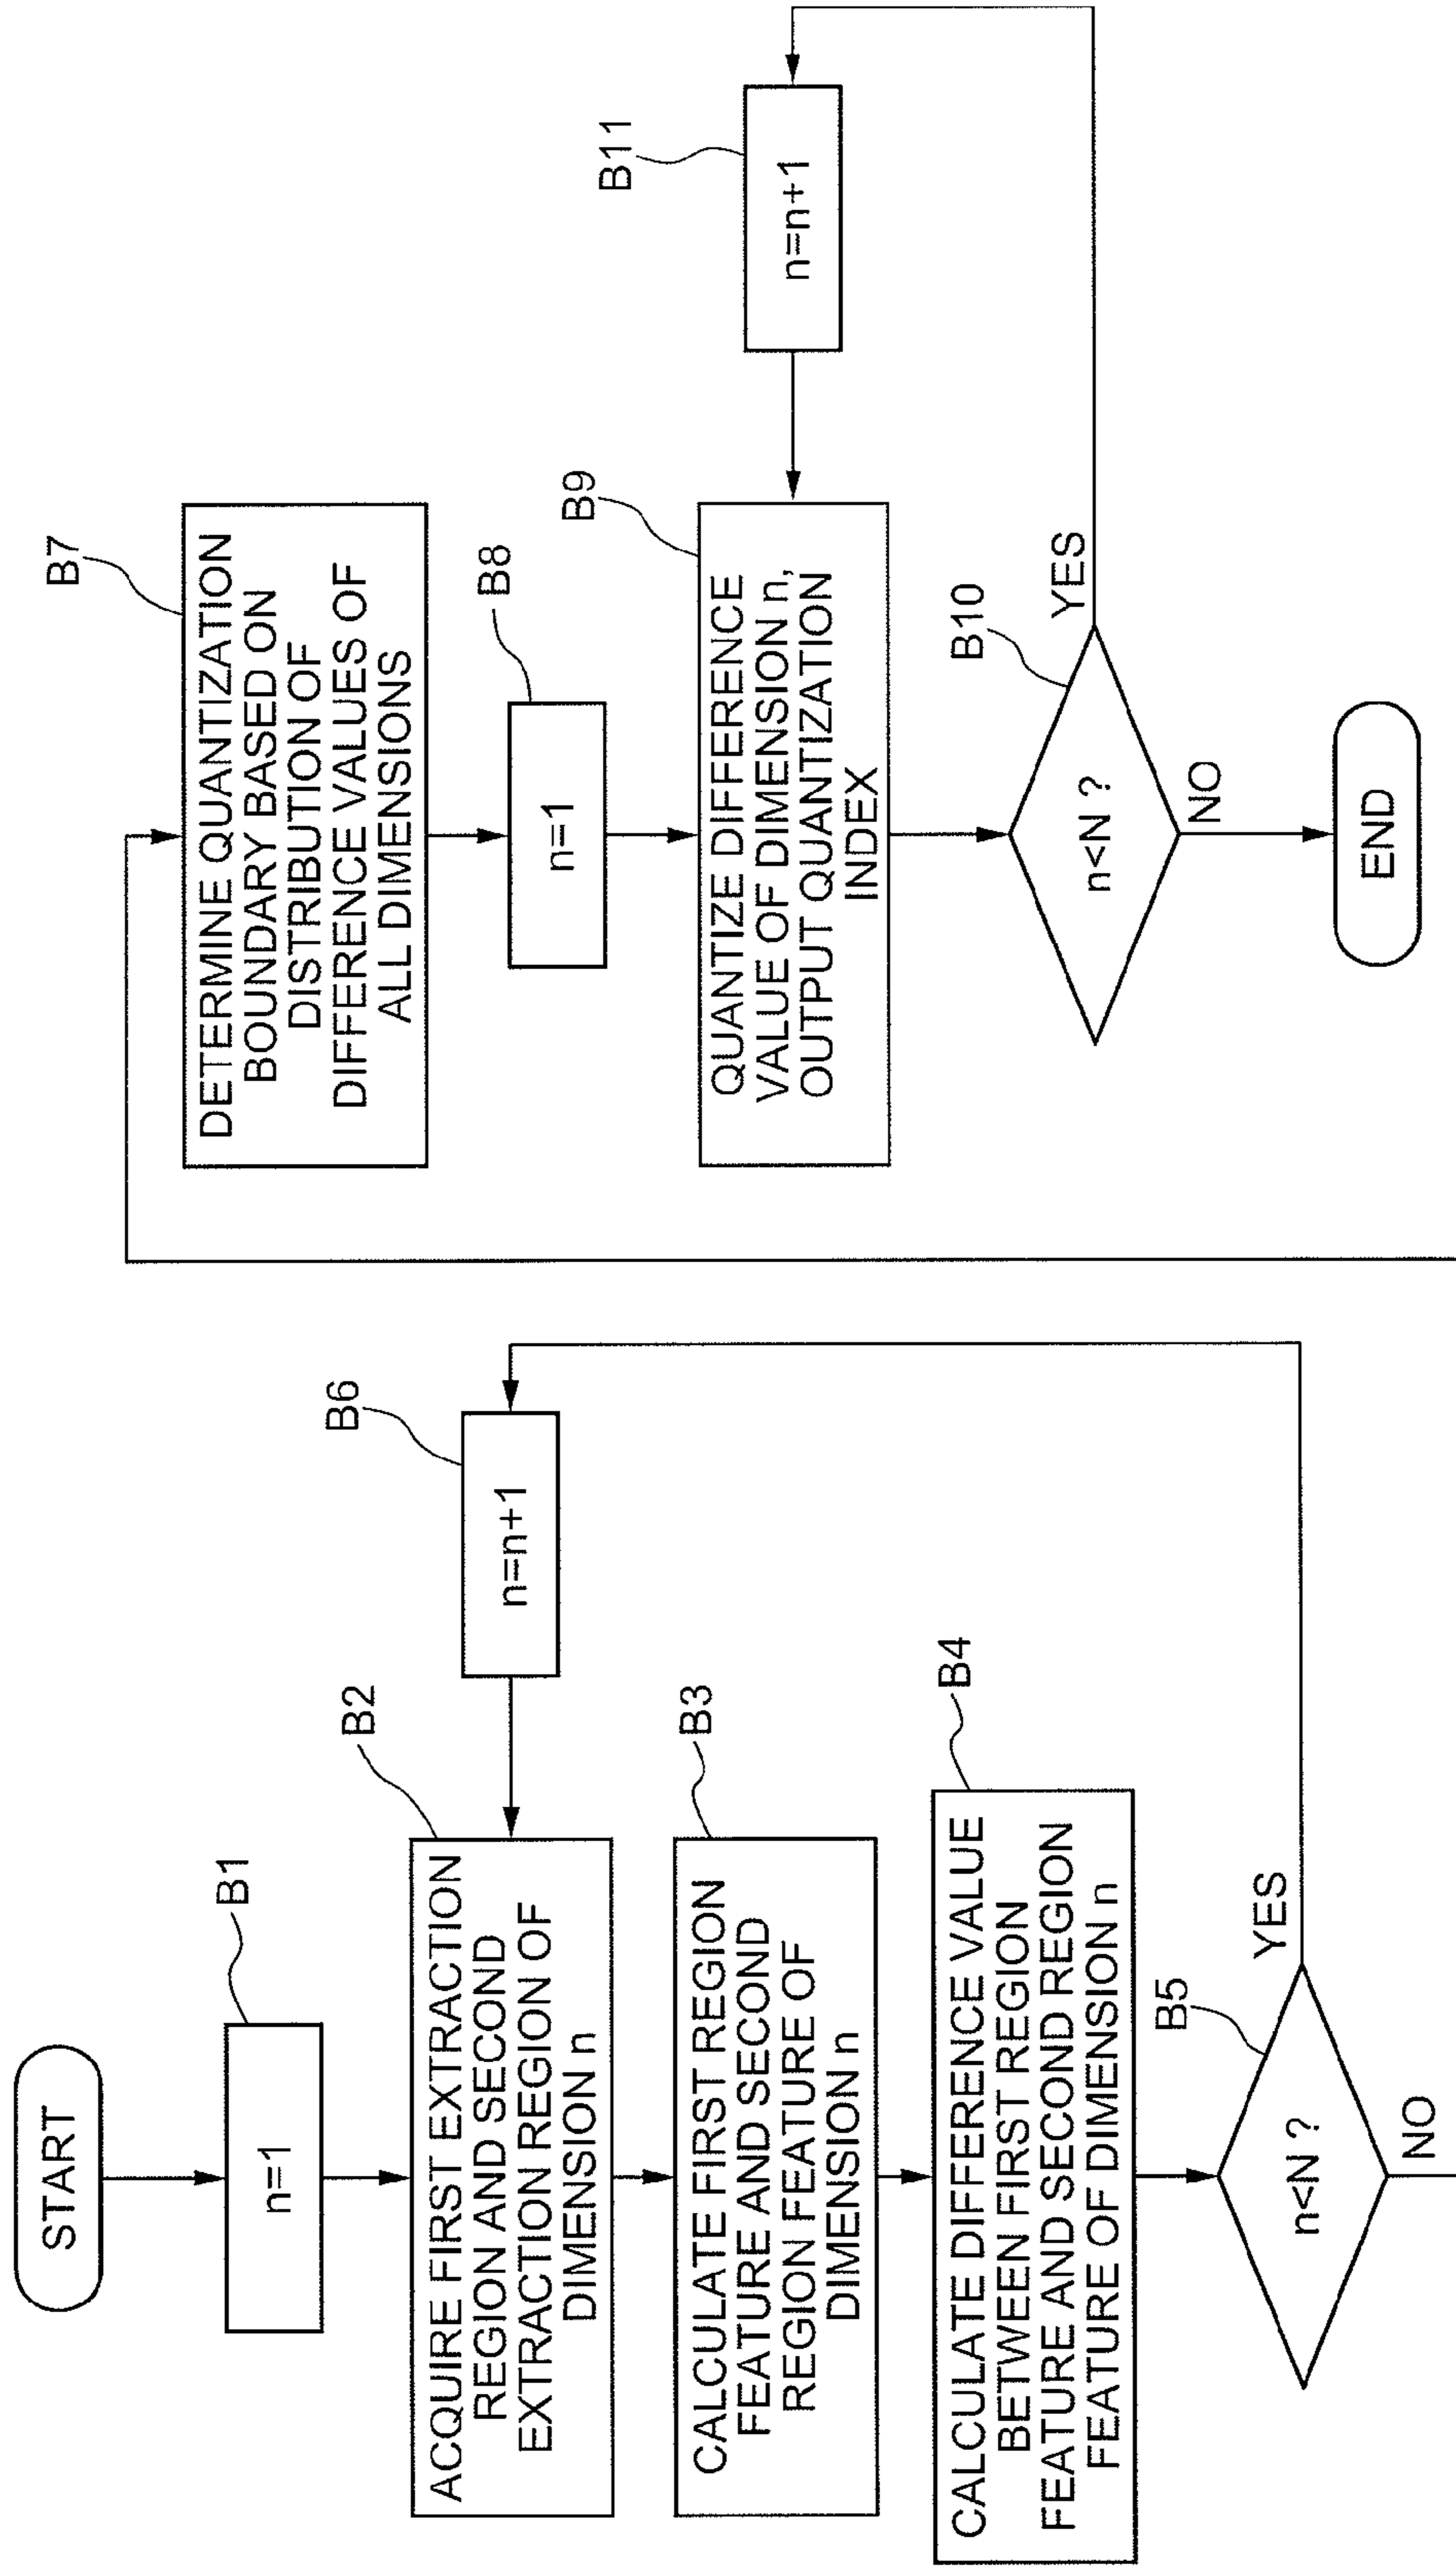 START
B1
n=1
B2
ACQUIRE FIRST EXTRACTION
REGION AND SECOND
EXTRACTION REGION OF
DIMENSION n
B6
n=n+1
B3
CALCULATE FIRST REGION
FEATURE AND SECOND
REGION FEATURE OF
DIMENSION n
B4
CALCULATE DIFFERENCE VALUE
BETWEEN FIRST REGION
FEATURE AND SECOND REGION
FEATURE OF DIMENSION n
B5
n<N ?
YES
NO
B7
DETERMINE QUANTIZATION
BOUNDARY BASED ON
DISTRIBUTION OF
DIFFERENCE VALUES OF
ALL DIMENSIONS
B8
n=1
B9
QUANTIZE DIFFERENCE
VALUE OF DIMENSION n,
OUTPUT QUANTIZATION
INDEX
B11
n=n+1
B10
n<N ?
YES
NO
END